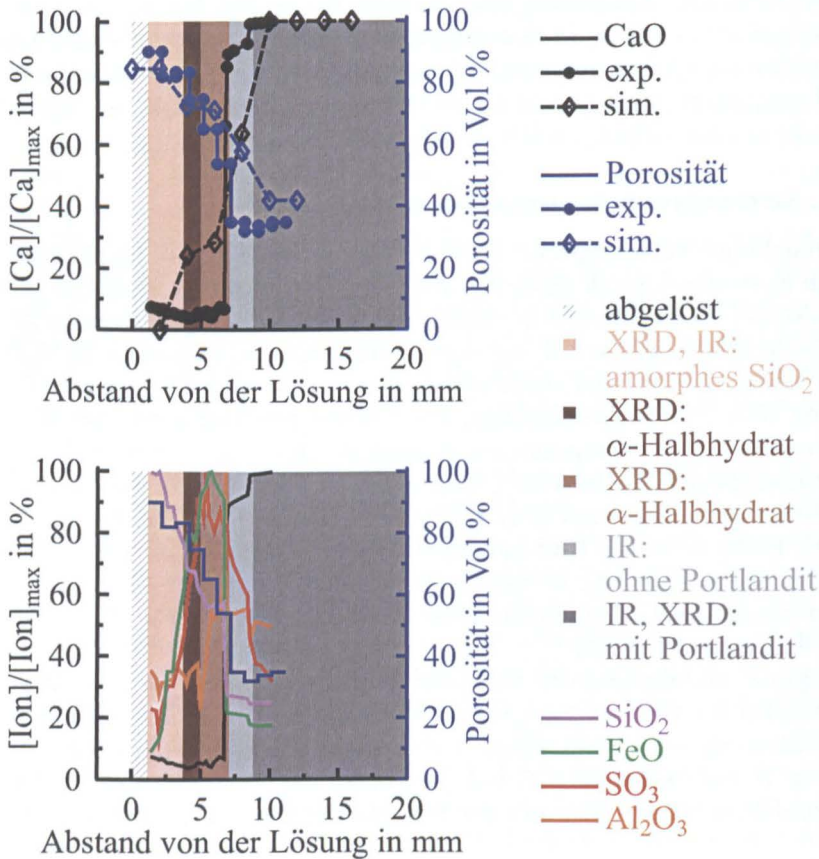 100
80
60
40
20
0
[Ca]/[Ca]max in %
100
80
60
40
20
0
Porosität in Vol %
0 5 10 15 20
Abstand von der Lösung in mm
CaO
exp.
sim.
Porosität
exp.
sim.
abgelöst
XRD, IR:
amorphes SiO₂
XRD:
α-Halbhydrat
XRD:
α-Halbhydrat
IR:
ohne Portlandit
IR, XRD:
mit Portlandit
100
80
60
40
20
0
[Ion]/[Ion]max in %
100
80
60
40
20
0
Porosität in Vol %
0 5 10 15 20
Abstand von der Lösung in mm
SiO₂
FeO
SO₃
Al₂O₃